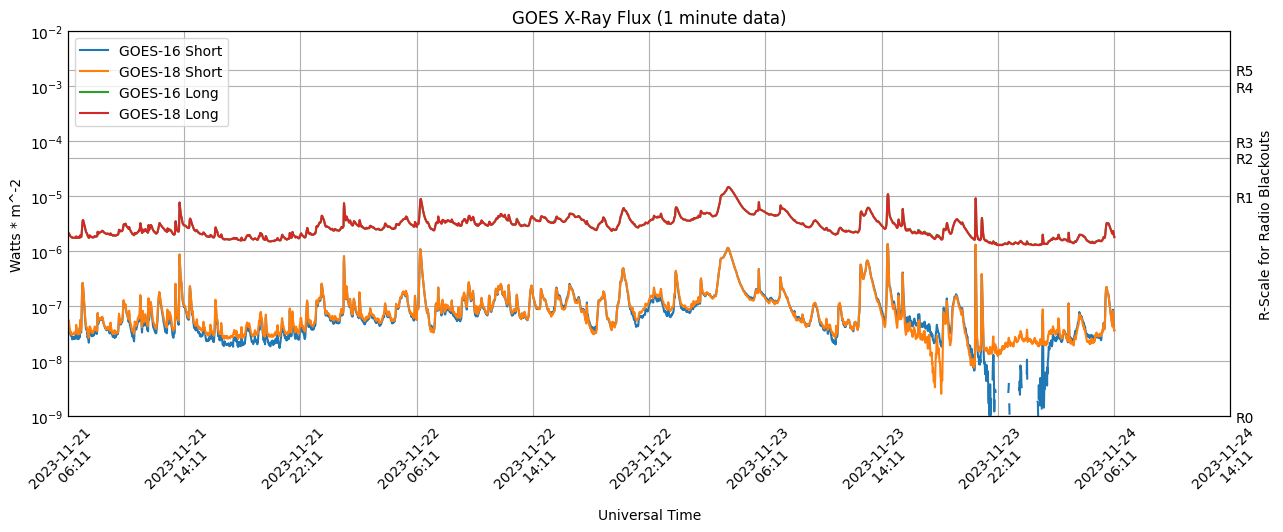 GOES X-Ray Flux (1 minute data)
GOES-16 Short
GOES-18 Short
GOES-16 Long
GOES-18 Long
10^-2
10^-3
10^-4
10^-5
10^-6
10^-7
10^-8
10^-9
Watts * m^-2
R5
R4
R3
R2
R1
R0
R-Scale for Radio Blackouts
2023-11-21
06:11
2023-11-21
14:11
2023-11-21
22:11
2023-11-22
06:11
2023-11-22
14:11
2023-11-22
22:11
2023-11-23
06:11
2023-11-23
14:11
2023-11-23
22:11
2023-11-24
06:11
2023-11-24
14:11
Universal Time